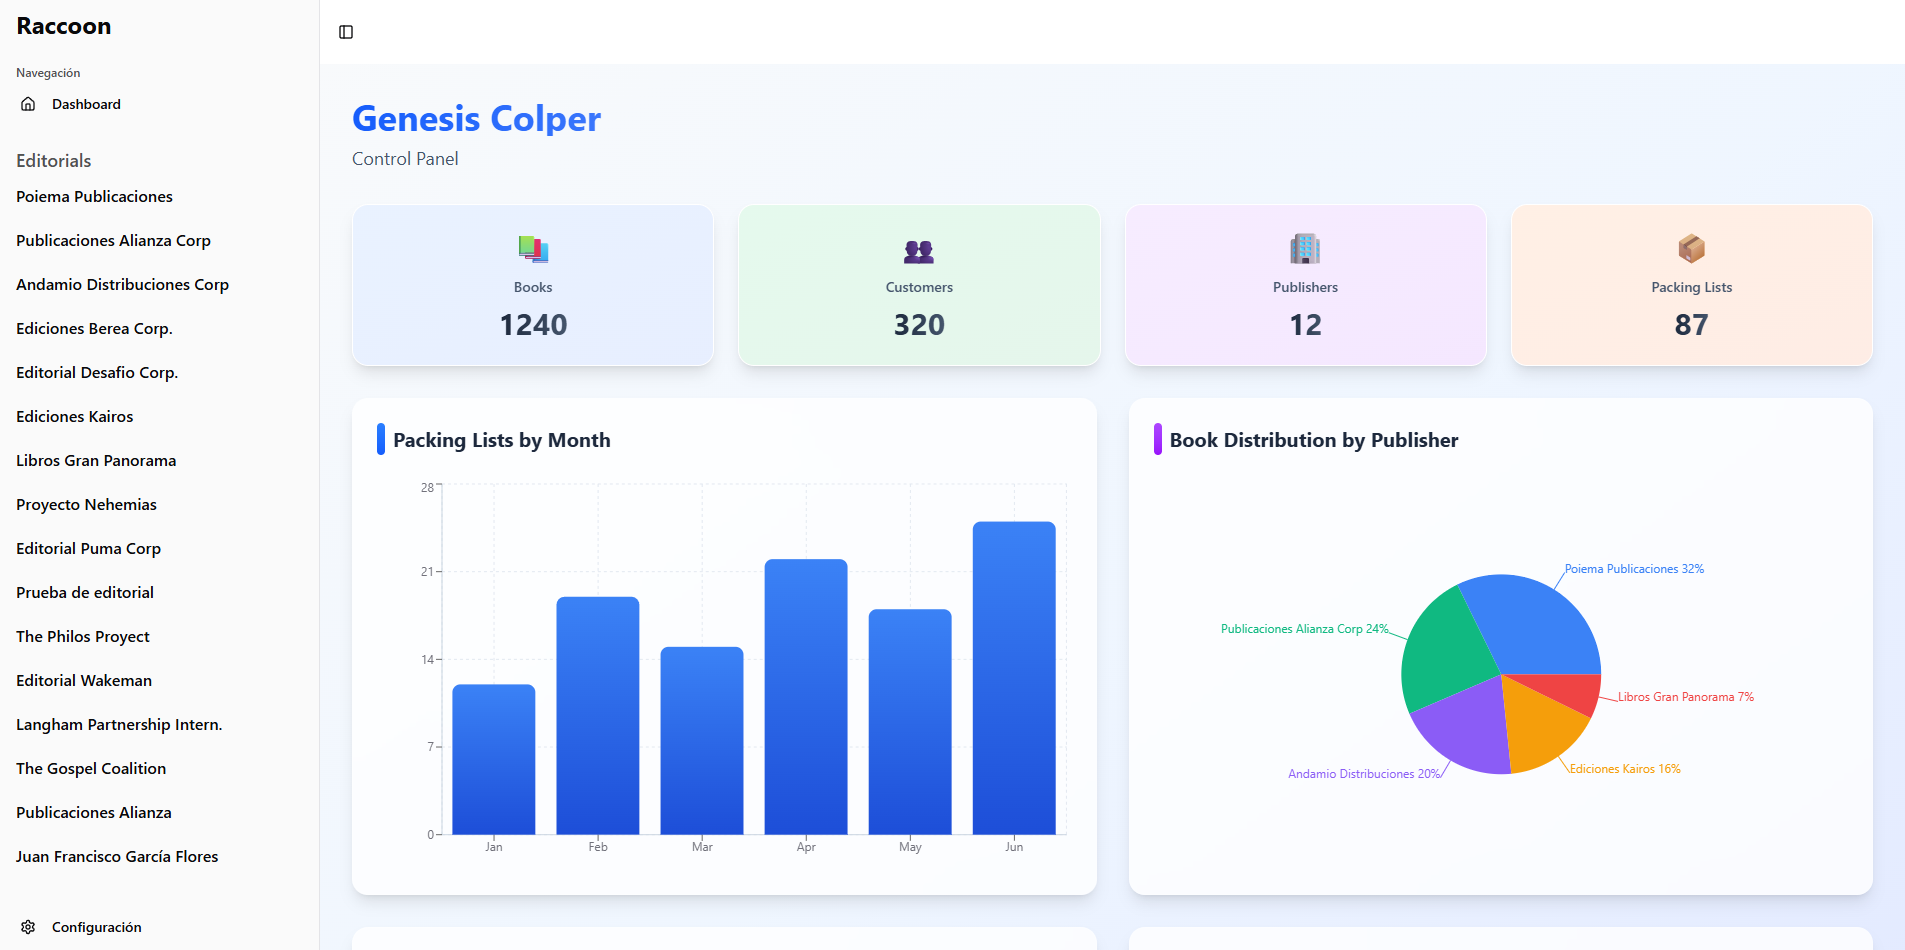 Raccoon
Navegación
Dashboard
Editorials
Poiema Publicaciones
Publicaciones Alianza Corp
Andamio Distribuciones Corp
Ediciones Berea Corp.
Editorial Desafio Corp.
Ediciones Kairos
Libros Gran Panorama
Proyecto Nehemias
Editorial Puma Corp
Prueba de editorial
The Philos Proyect
Editorial Wakeman
Langham Partnership Intern.
The Gospel Coalition
Publicaciones Alianza
Juan Francisco García Flores
Configuración
Genesis Colper
Control Panel
Books
1240
Customers
320
Publishers
12
Packing Lists
87
Packing Lists by Month
28
21
14
7
0
Jan
Feb
Mar
Apr
May
Jun
Book Distribution by Publisher
Poiema Publicaciones 32%
Publicaciones Alianza Corp 24%
Libros Gran Panorama 7%
Ediciones Kairos 16%
Andamio Distribuciones 20%